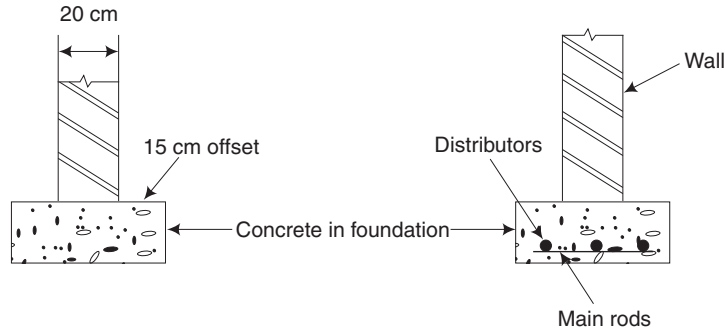 20 cm
Wall
15 cm offset
Distributors
Concrete in foundation
Main rods